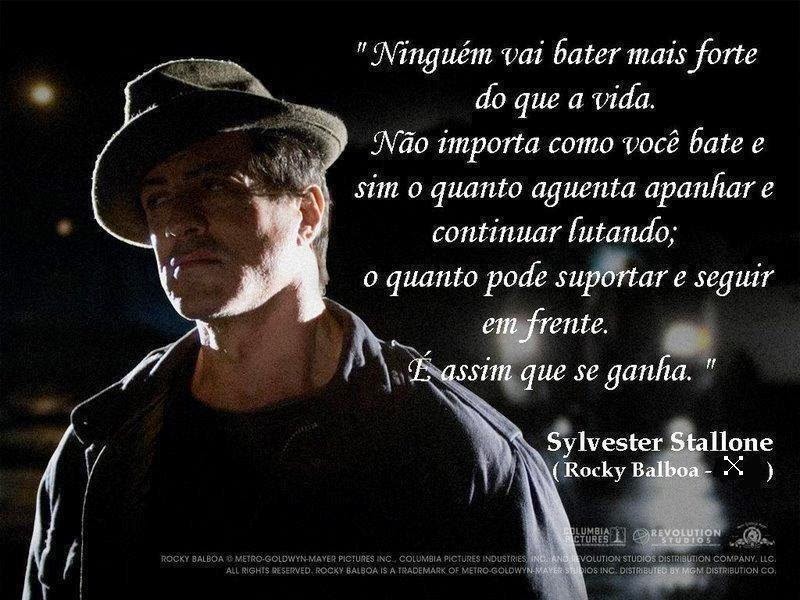 " Ninguém vai bater mais forte
do que a vida.
Não importa como você bate e
sim o quanto aguenta apanhar e
continuar lutando;
o quanto pode suportar e seguir
em frente.
É assim que se ganha. "
Sylvester Stallone
( Rocky Balboa - )
COLUMBIA
PICTURES
REVOLUTION
STUDIOS
ROCKY BALBOA © METRO-GOLDWYN-MAYER PICTURES INC., COLUMBIA PICTURES INDUSTRIES, INC. AND REVOLUTION STUDIOS DISTRIBUTION COMPANY, LLC.
ALL RIGHTS RESERVED. ROCKY BALBOA IS A TRADEMARK OF METRO-GOLDWYN-MAYER STUDIOS INC. DISTRIBUTED BY MGM DISTRIBUTION CO.